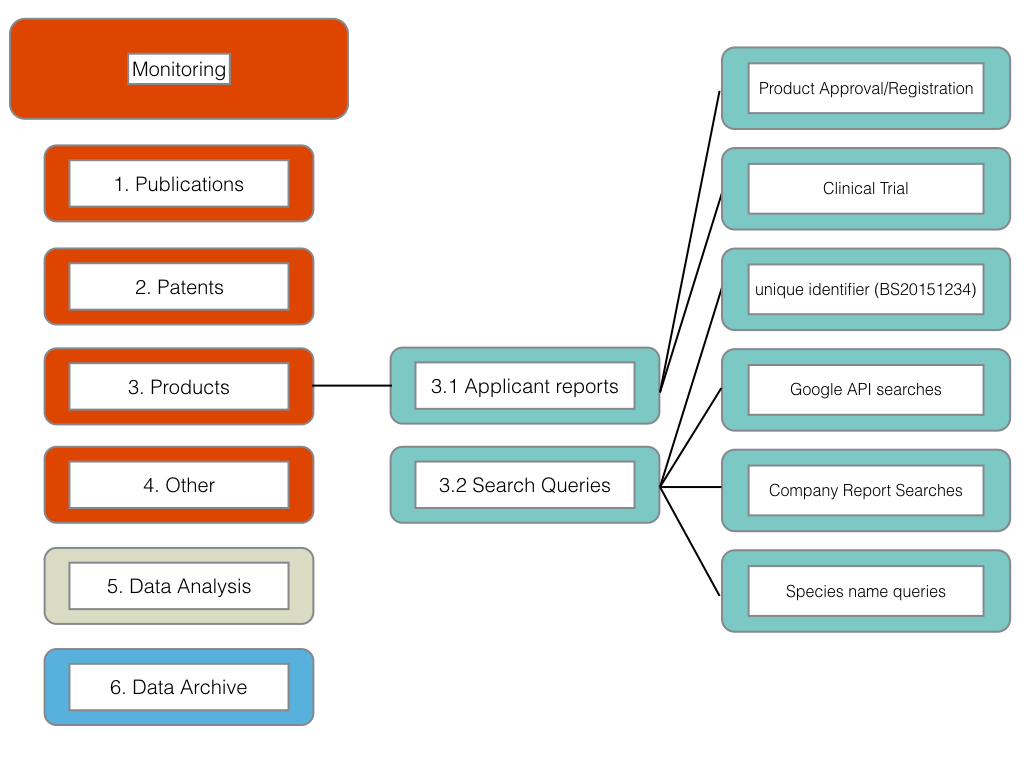 Monitoring
1. Publications
2. Patents
3. Products
4. Other
5. Data Analysis
6. Data Archive
3.1 Applicant reports
3.2 Search Queries
Product Approval/Registration
Clinical Trial
unique identifier (BS20151234)
Google API searches
Company Report Searches
Species name queries